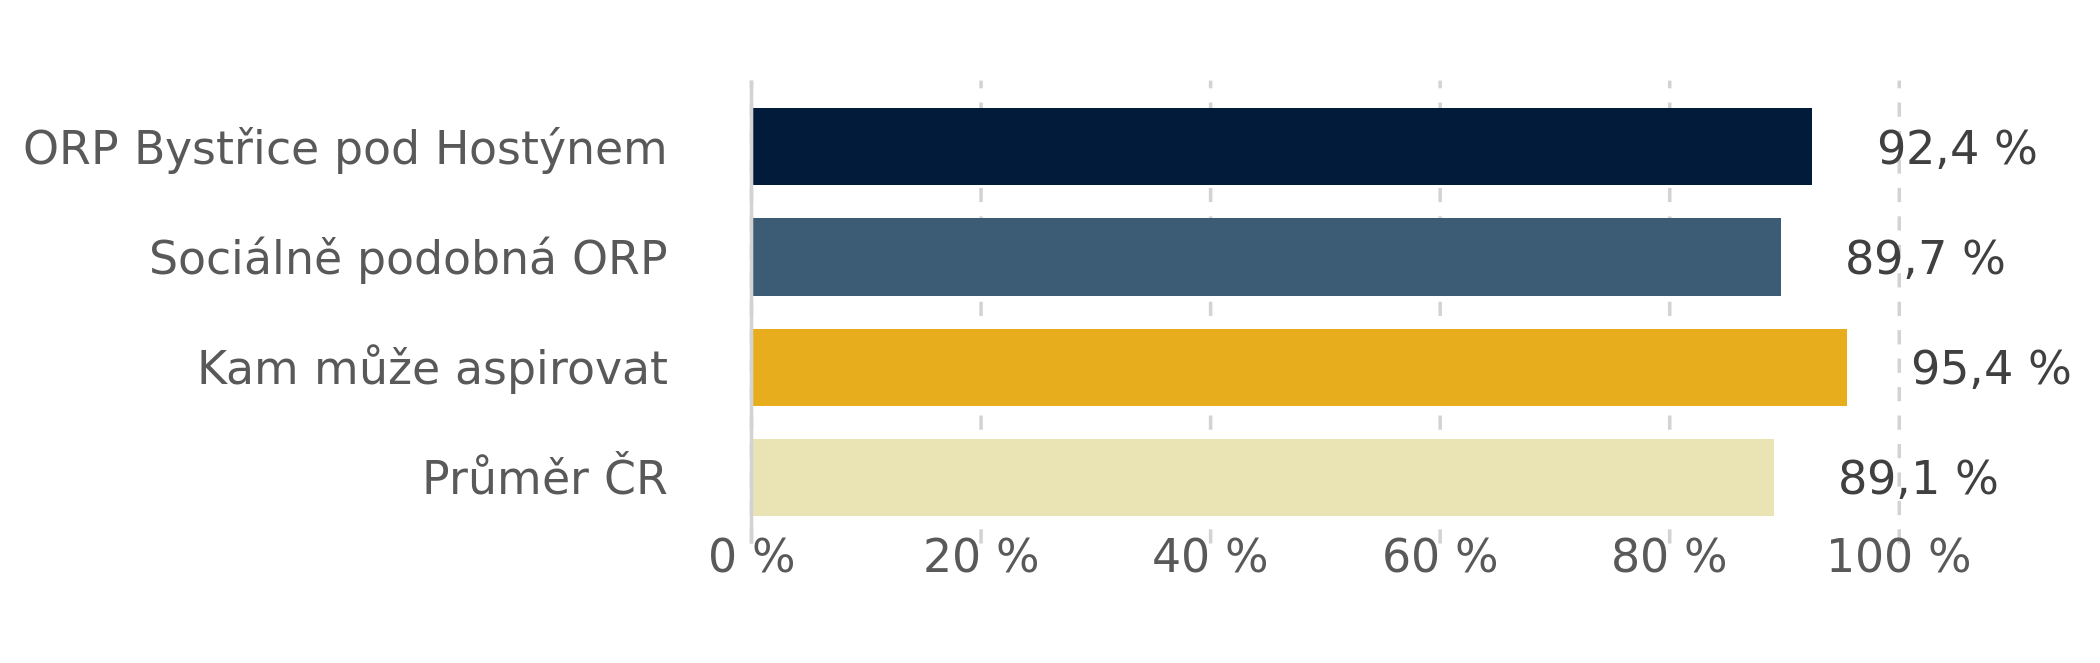 ORP Bystřice pod Hostýnem 92,4 %
Sociálně podobná ORP 89,7 %
Kam může aspirovat 95,4 %
Průměr ČR 89,1 %
0 % 20 % 40 % 60 % 80 % 100 %